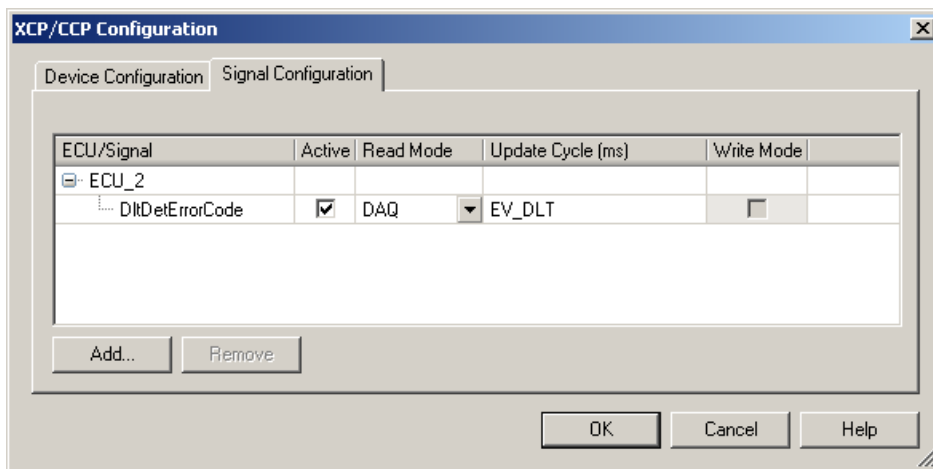 XCP/CCP Configuration
Device Configuration Signal Configuration
ECU/Signal Active Read Mode Update Cycle (ms) Write Mode
ECU_2
DltDetErrorCode DAQ EV_DLT
Add... Remove
OK Cancel Help